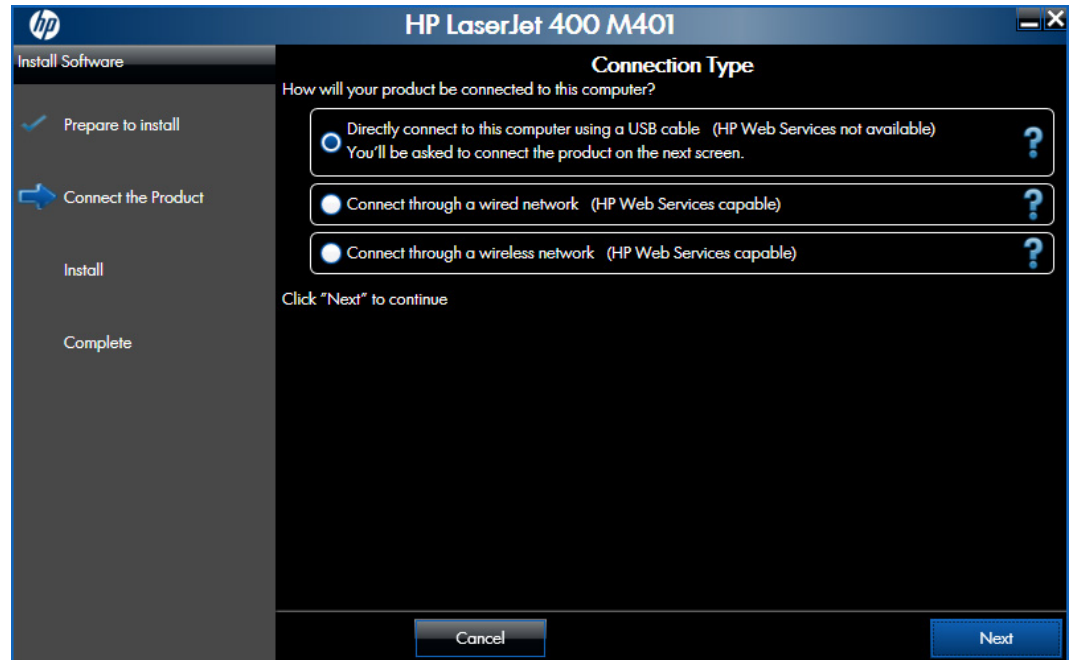 hp
HP LaserJet 400 M401
Install Software
Prepare to install
Connect the Product
Install
Complete
Connection Type
How will your product be connected to this computer?
Directly connect to this computer using a USB cable (HP Web Services not available)
You'll be asked to connect the product on the next screen.
?
Connect through a wired network (HP Web Services capable)
?
Connect through a wireless network (HP Web Services capable)
?
Click "Next" to continue
Cancel
Next